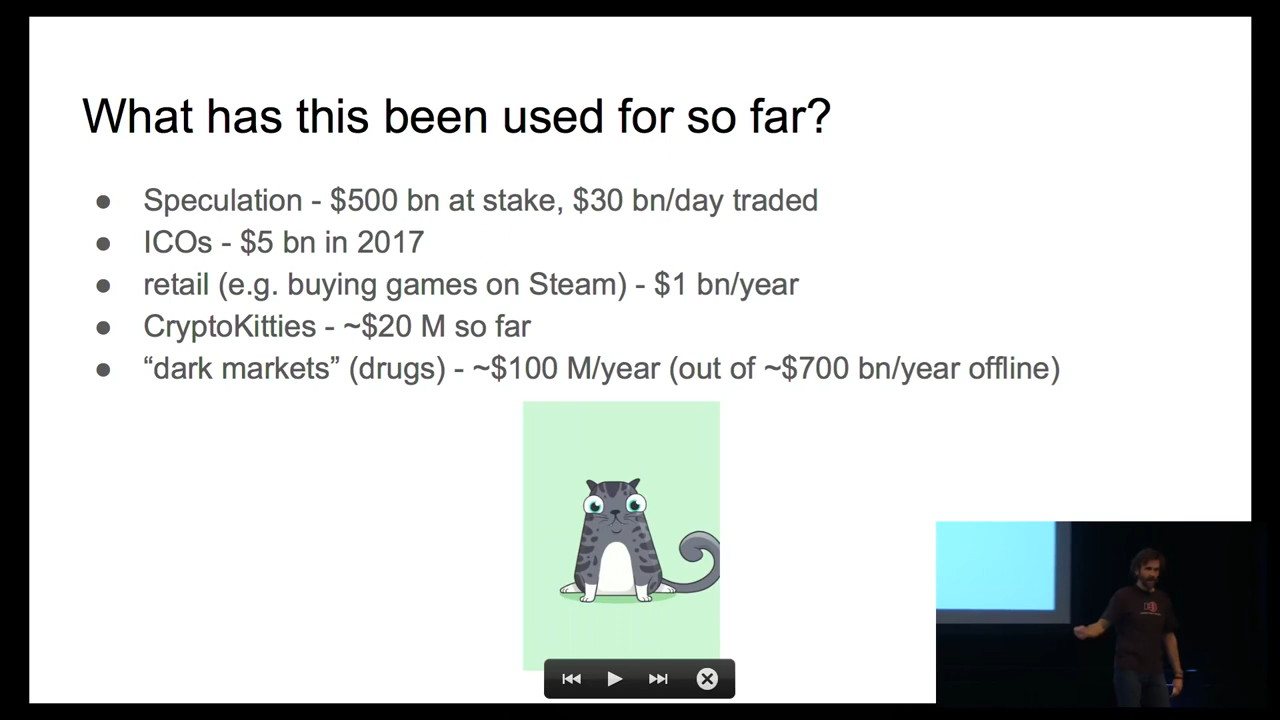 What has this been used for so far?
● Speculation - $500 bn at stake, $30 bn/day traded
● ICOs - $5 bn in 2017
● retail (e.g. buying games on Steam) - $1 bn/year
● CryptoKitties - ~$20 M so far
● “dark markets” (drugs) - ~$100 M/year (out of ~$700 bn/year offline)